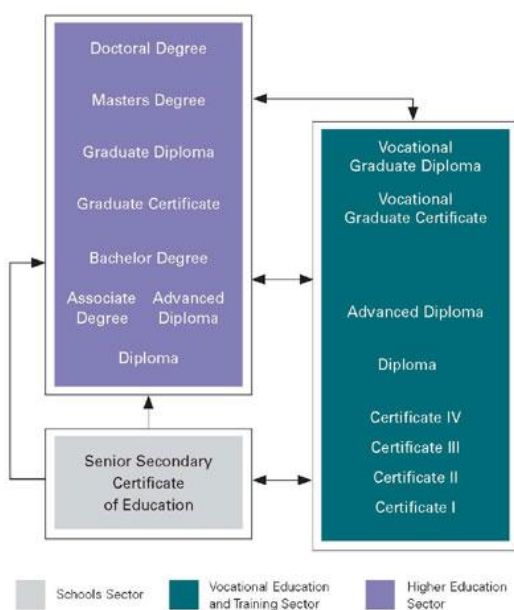 Doctoral Degree
Masters Degree
Graduate Diploma
Graduate Certificate
Bachelor Degree
Associate Degree
Advanced Diploma
Diploma
Senior Secondary
Certificate
of Education
Vocational
Graduate Diploma
Vocational
Graduate Certificate
Advanced Diploma
Diploma
Certificate IV
Certificate III
Certificate II
Certificate I
Schools Sector
Vocational Education
and Training Sector
Higher Education
Sector